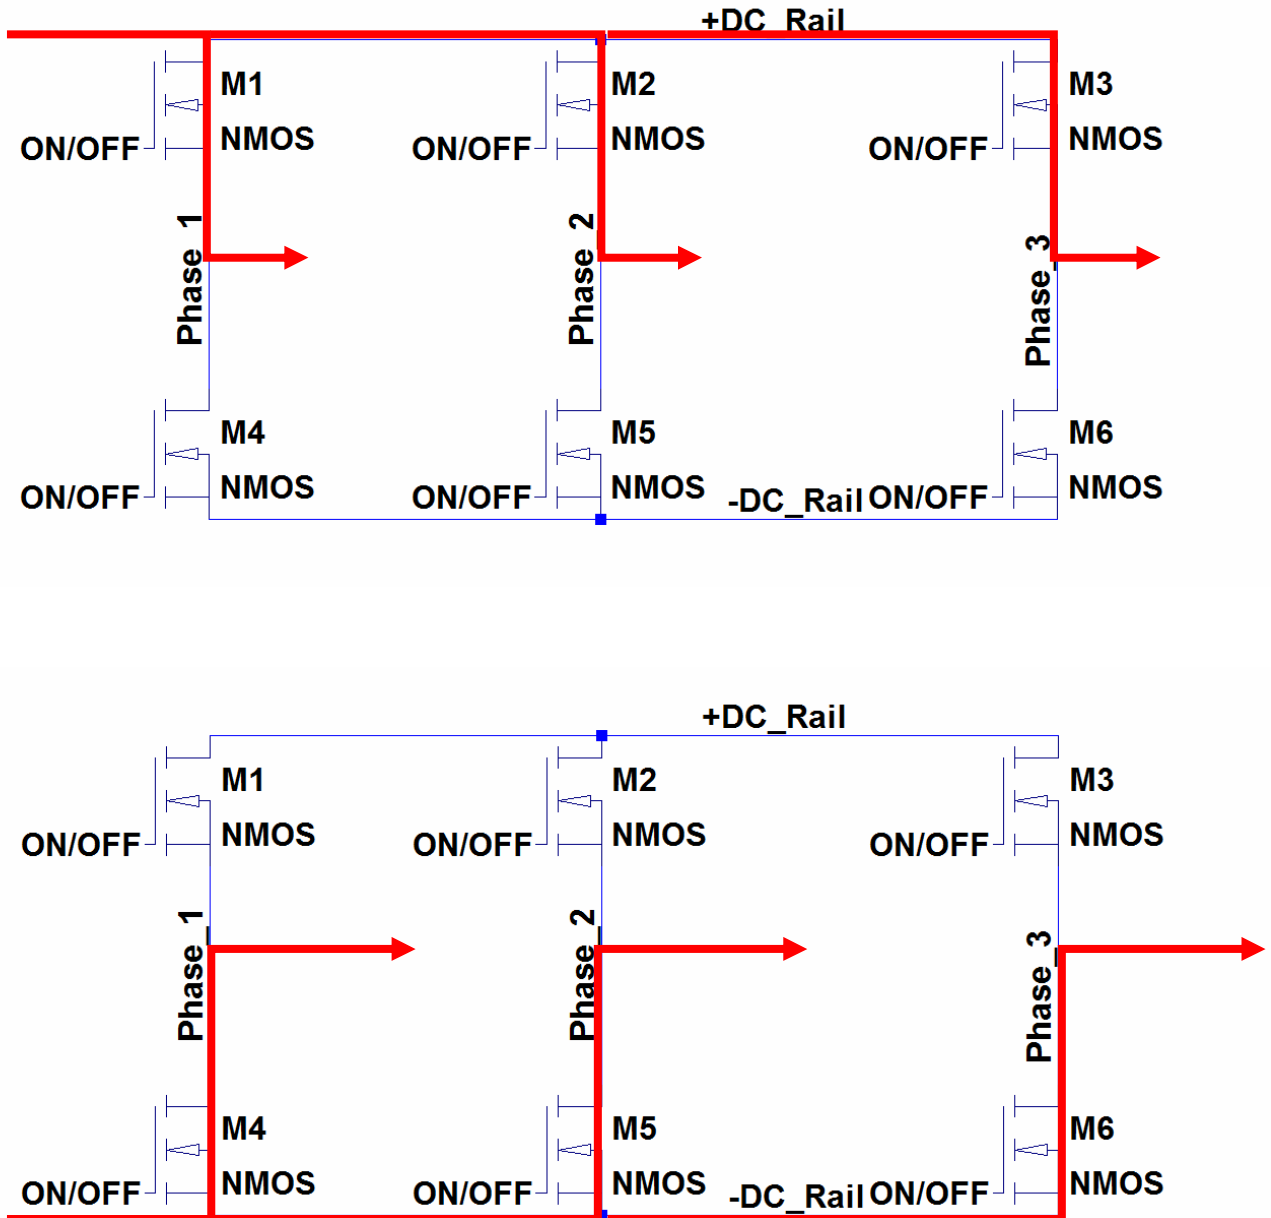 +DC_Rail
M1
M2
M3
NMOS
NMOS
NMOS
ON/OFF
ON/OFF
ON/OFF
Phase_1
Phase_2
Phase_3
M4
M5
M6
NMOS
NMOS
NMOS
ON/OFF
ON/OFF
-DC_Rail
ON/OFF
+DC_Rail
M1
M2
M3
NMOS
NMOS
NMOS
ON/OFF
ON/OFF
ON/OFF
Phase_1
Phase_2
Phase_3
M4
M5
M6
NMOS
NMOS
NMOS
ON/OFF
ON/OFF
-DC_Rail
ON/OFF